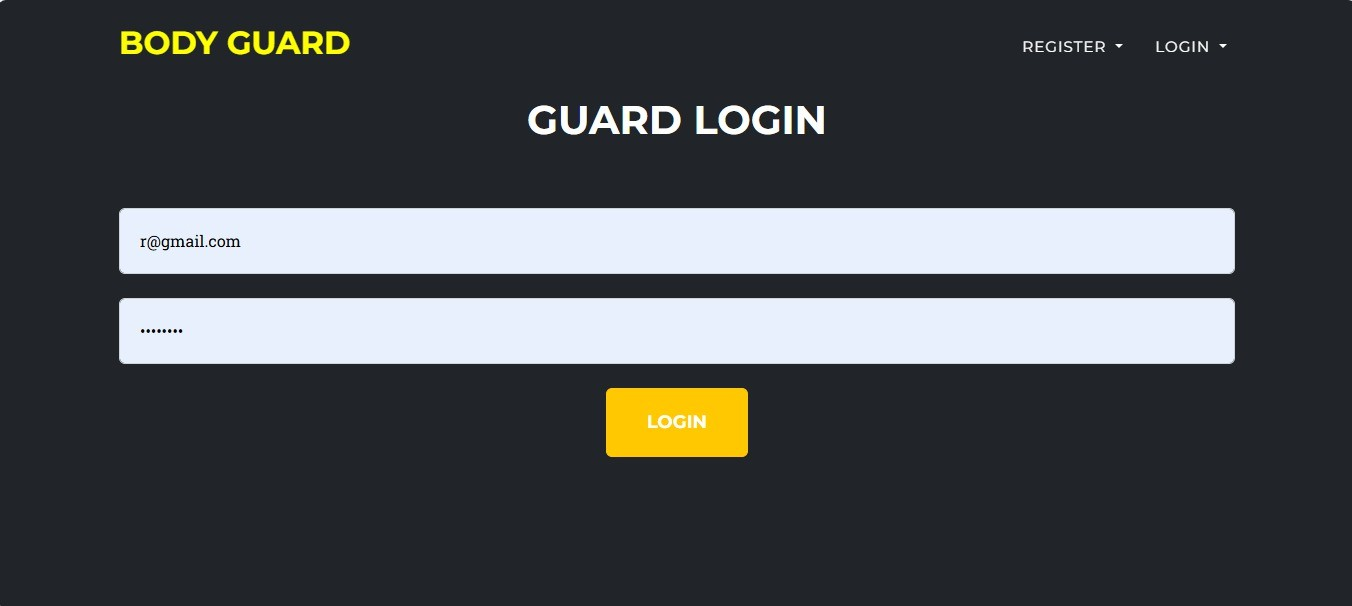 BODY GUARD
REGISTER LOGIN
GUARD LOGIN
r@gmail.com
••••••••
LOGIN